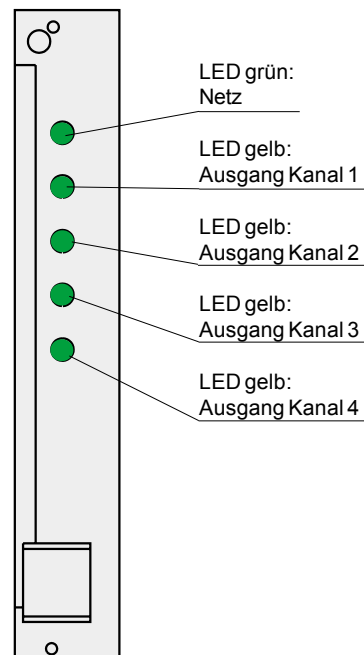 LED grün:
Netz
LED gelb:
Ausgang Kanal 1
LED gelb:
Ausgang Kanal 2
LED gelb:
Ausgang Kanal 3
LED gelb:
Ausgang Kanal 4